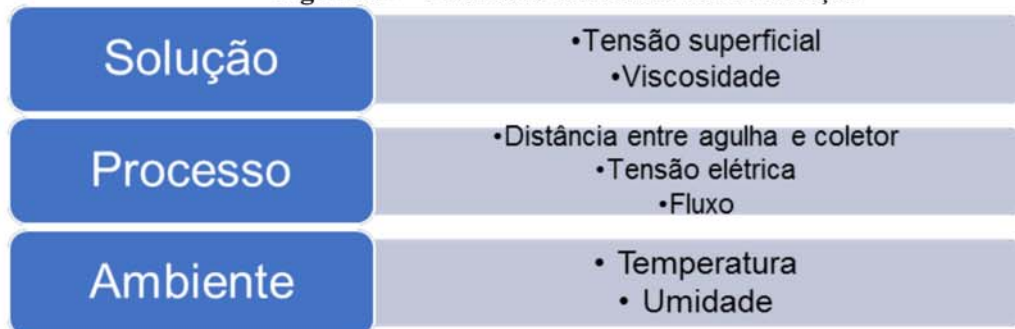 Solução
•Tensão superficial
•Viscosidade
Processo
•Distância entre agulha e coletor
•Tensão elétrica
•Fluxo
Ambiente
• Temperatura
• Umidade